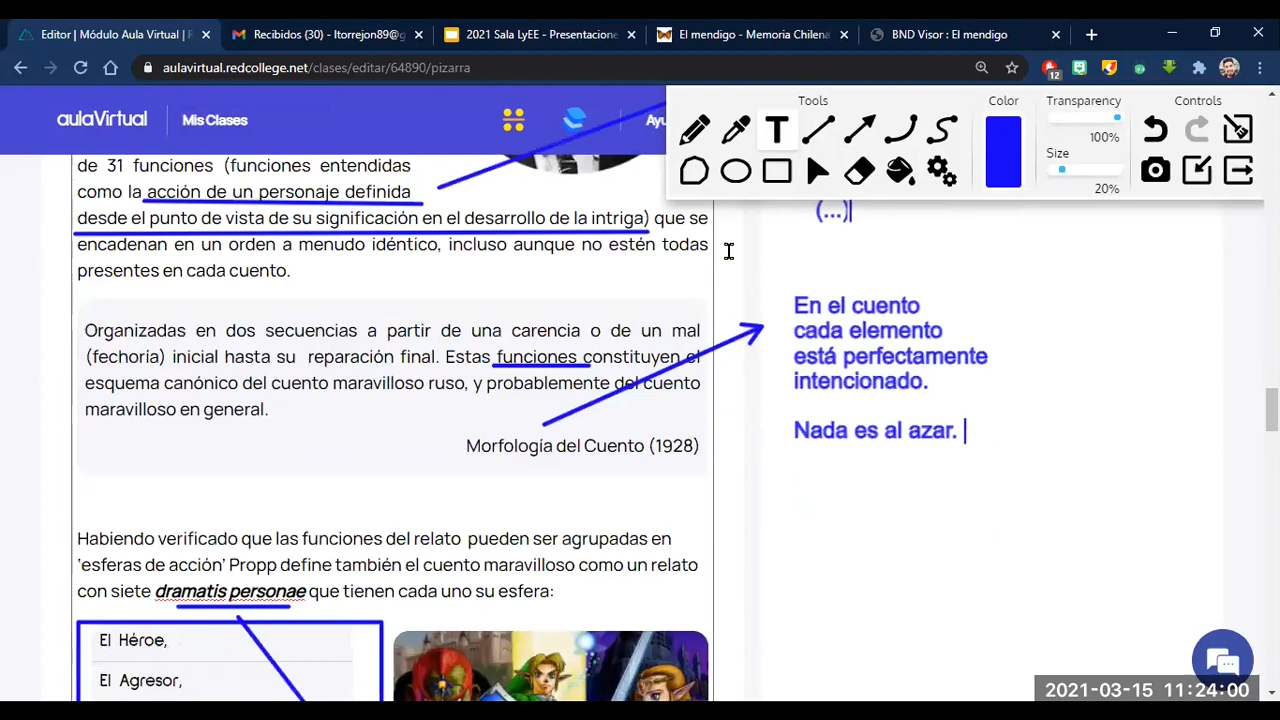 Editor | Módulo Aula Virtual | R
Recibidos (30) - ltorrejon89@g
2021 Sala LyEE - Presentacione
El mendigo - Memoria Chilena
BND Visor : El mendigo
aulavirtual.redcollege.net/clases/editar/64890/pizarra
12
aulaVirtual
Mis Clases
Ayu
Tools
Color
Transparency
Controls
100%
Size
20%
T
de 31 funciones (funciones entendidas
como la acción de un personaje definida
desde el punto de vista de su significación en el desarrollo de la intriga) que se
encadenan en un orden a menudo idéntico, incluso aunque no estén todas
presentes en cada cuento.
Organizadas en dos secuencias a partir de una carencia o de un mal
(fechoria) inicial hasta su reparación final. Estas funciones constituyen el
esquema canónico del cuento maravilloso ruso, y probablemente del cuento
maravilloso en general.
Morfología del Cuento (1928)
Habiendo verificado que las funciones del relato pueden ser agrupadas en
‘esferas de acción’ Propp define también el cuento maravilloso como un relato
con siete dramatis personae que tienen cada uno su esfera:
El Héroe,
El Agresor,
(...)
En el cuento
cada elemento
está perfectamente
intencionado.
Nada es al azar.
2021-03-15 11:24:00